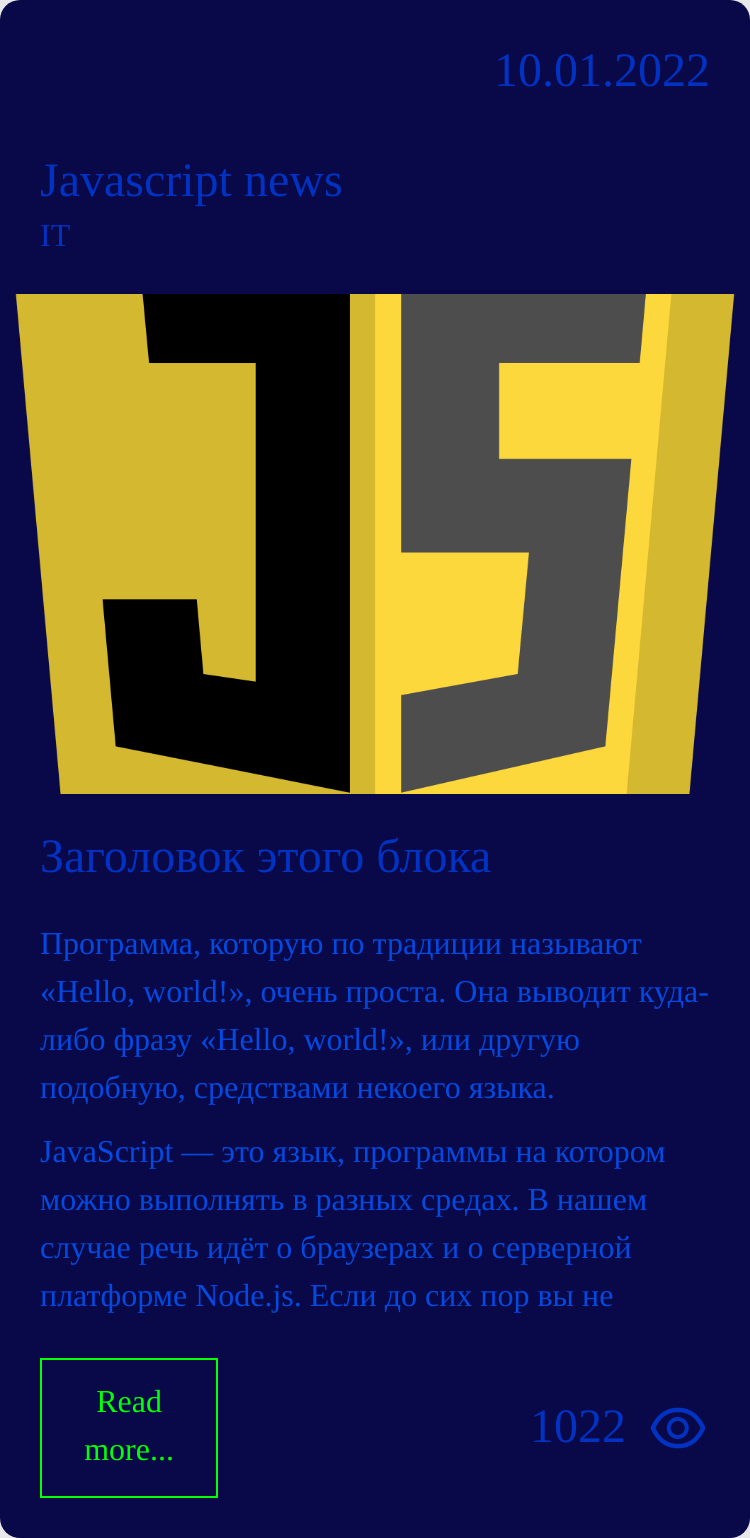 10.01.2022
Javascript news
IT
JS
Заголовок этого блока
Программа, которую по традиции называют
«Hello, world!», очень проста. Она выводит куда-
либо фразу «Hello, world!», или другую
подобную, средствами некоего языка.
JavaScript — это язык, программы на котором
можно выполнять в разных средах. В нашем
случае речь идёт о браузерах и о серверной
платформе Node.js. Если до сих пор вы не
Read
more...
1022